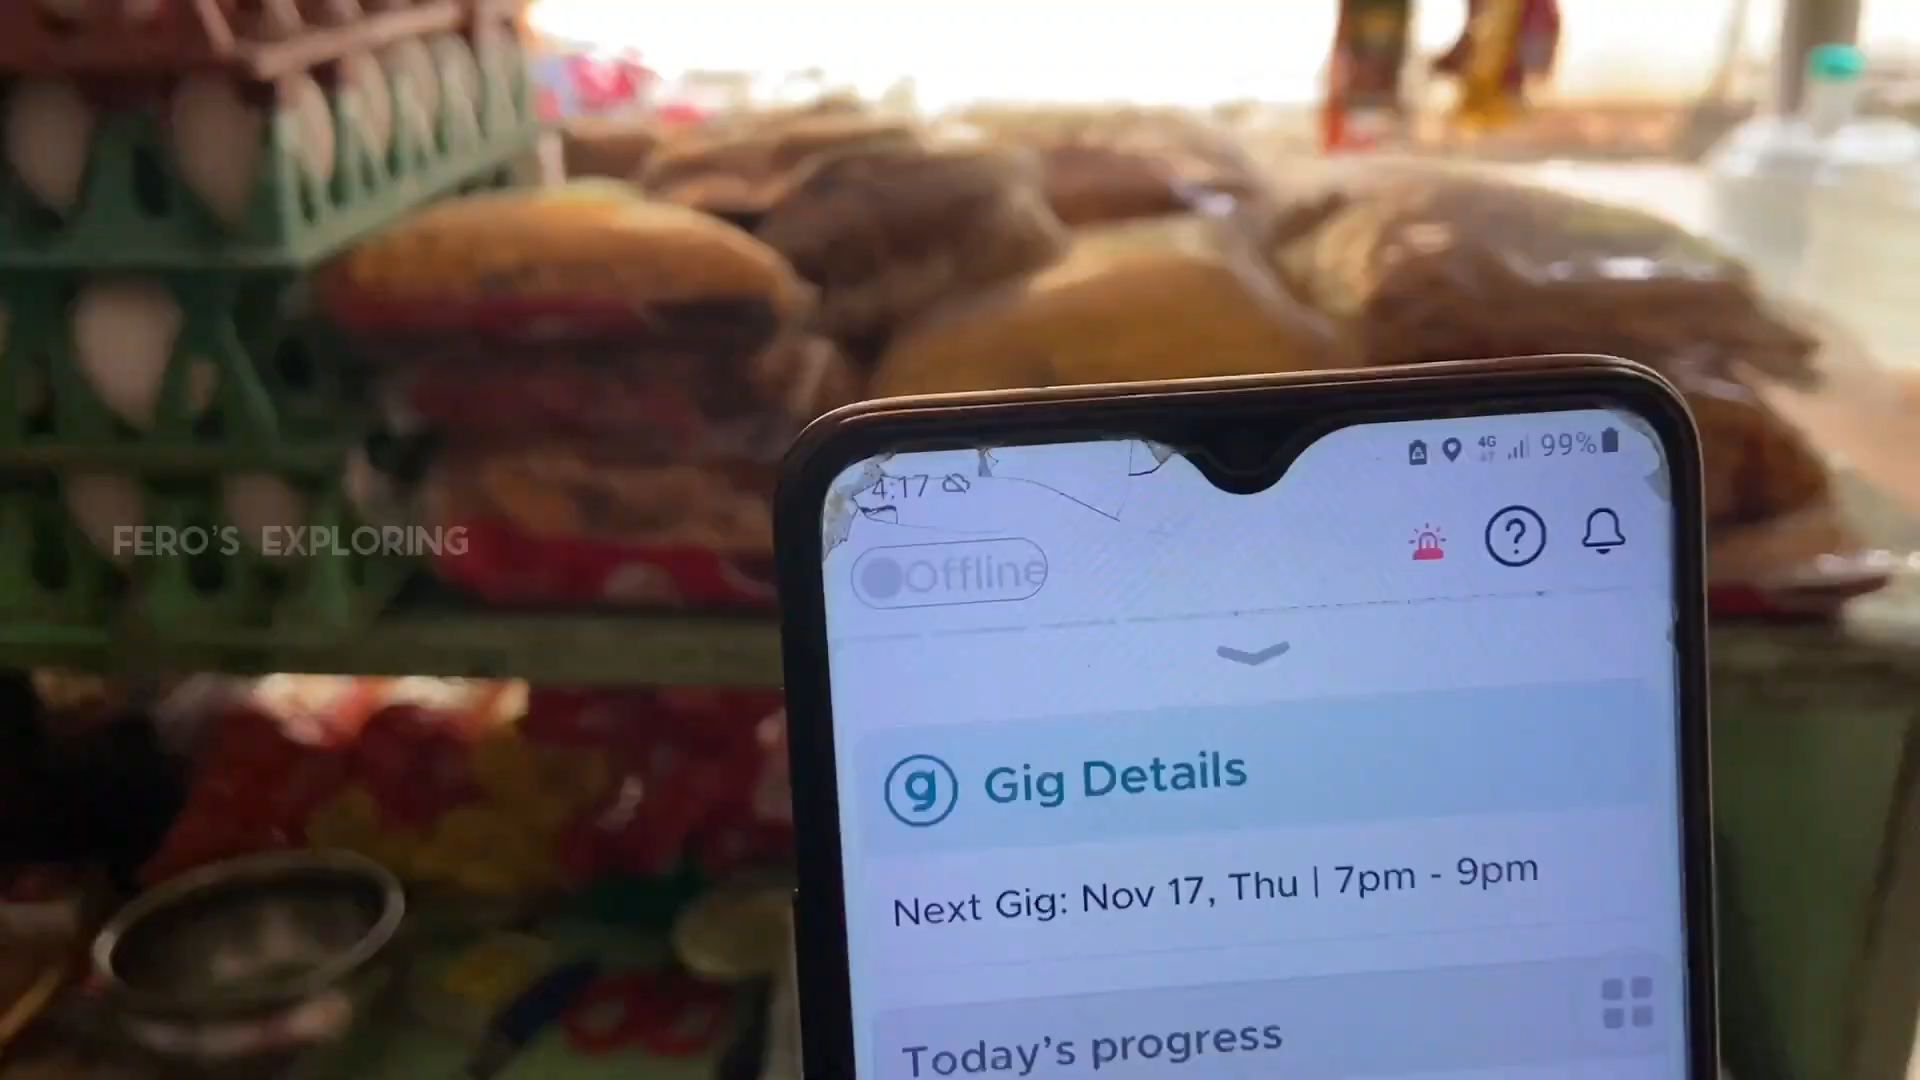 4:17
4G
99%
Offline
FERO'S EXPLORING
g Gig Details
Next Gig: Nov 17, Thu | 7pm - 9pm
Today's progress